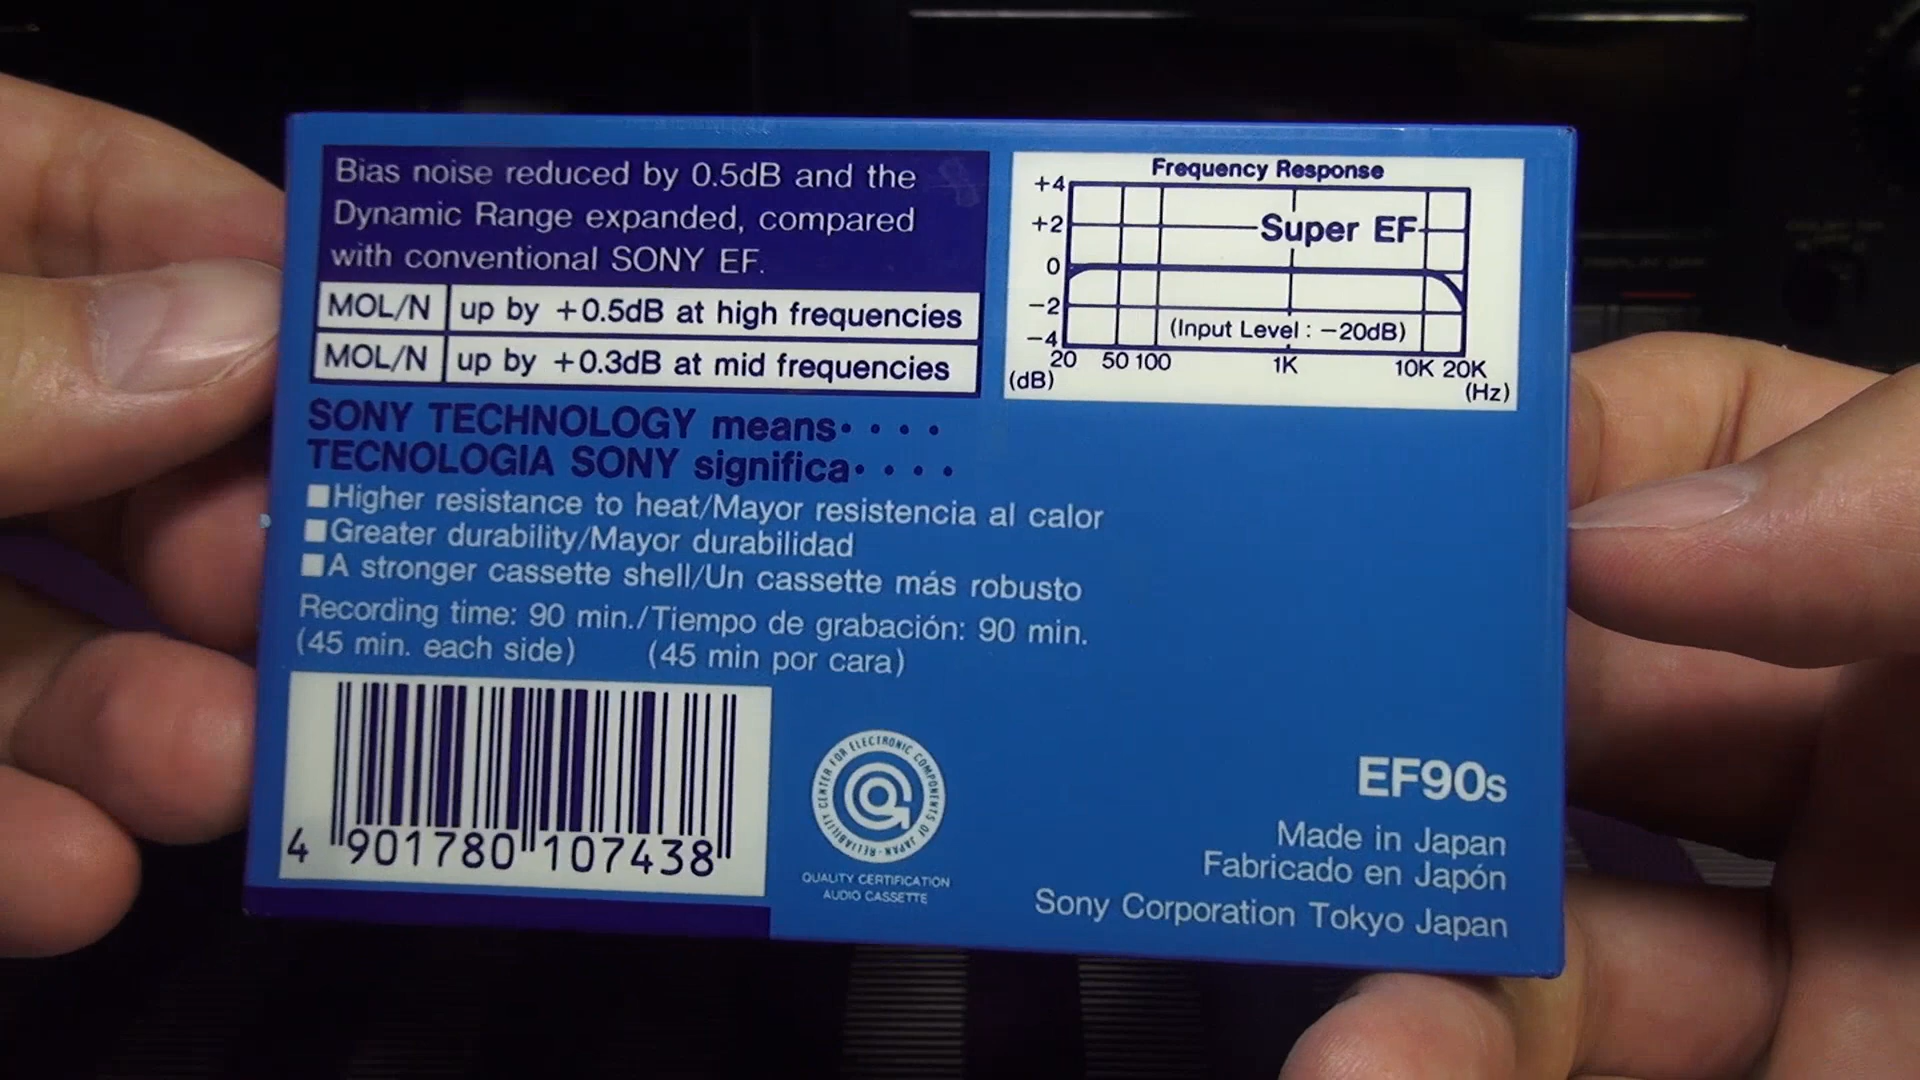 Bias noise reduced by 0.5dB and the
Dynamic Range expanded, compared
with conventional SONY EF.
MOL/N up by +0.5dB at high frequencies
MOL/N up by +0.3dB at mid frequencies
Frequency Response
+4
+2
0
−2
−4
Super EF
(Input Level : −20dB)
20 50 100 1K 10K 20K
(dB) (Hz)
SONY TECHNOLOGY means· · · ·
TECNOLOGIA SONY significa· · · ·
■Higher resistance to heat/Mayor resistencia al calor
■Greater durability/Mayor durabilidad
■A stronger cassette shell/Un cassette más robusto
Recording time: 90 min./Tiempo de grabación: 90 min.
(45 min. each side) (45 min por cara)
4 901780 107438
RELIABILITY CENTER FOR ELECTRONIC COMPONENTS OF JAPAN
QUALITY CERTIFICATION
AUDIO CASSETTE
EF90s
Made in Japan
Fabricado en Japón
Sony Corporation Tokyo Japan